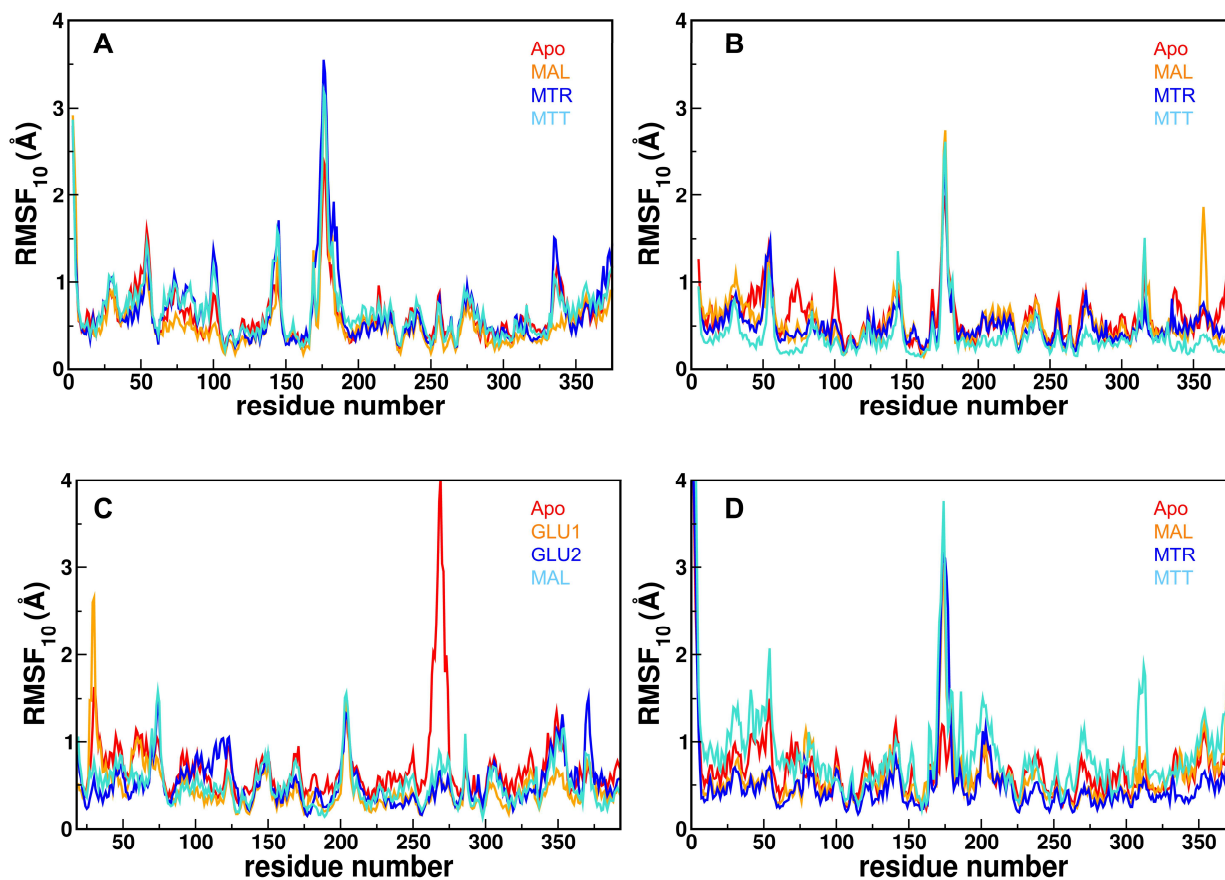 A
Apo
MAL
MTR
MTT
RMSF10 (Å)
4
3
2
1
0
0 50 100 150 200 250 300 350
residue number
B
Apo
MAL
MTR
MTT
RMSF10 (Å)
4
3
2
1
0
0 50 100 150 200 250 300 350
residue number
C
Apo
GLU1
GLU2
MAL
RMSF10 (Å)
4
3
2
1
0
50 100 150 200 250 300 350
residue number
D
Apo
MAL
MTR
MTT
RMSF10 (Å)
4
3
2
1
0
0 50 100 150 200 250 300 350
residue number